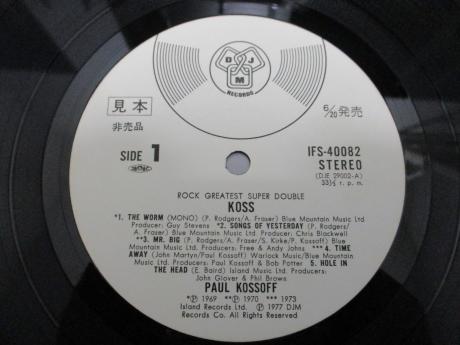 DJM
RECORDS
見本
非売品
6/20発売
SIDE 1
IFS-40082
STEREO
(DJE 29002-A)
33⅓ r. p. m.
ROCK GREATEST SUPER DOUBLE
KOSS
*1. THE WORM (MONO) (P. Rodgers/A. Fraser) Blue Mountain Music Ltd.
Producer: Guy Stevens *2. SONGS OF YESTERDAY (P. Rodgers/
A. Fraser) Blue Mountain Music Ltd. Producer: Chris Blackwell
**3. MR. BIG (P. Rodgers/A. Fraser/S. Kirke/P. Kossoff) Blue
Mountain Music Ltd. Producers: Free & Andy Johns ***4. TIME
AWAY (John Martyn/Paul Kossoff) Warlock Music/Blue Mountain
Music Ltd. Producers: Paul Kossoff & Bob Potter 5. HOLE IN
THE HEAD (E. Baird) Island Music Ltd. Producers:
John Glover & Phil Brows
PAUL KOSSOFF
*Ⓟ 1969 **Ⓟ 1970 *** 1973
Island Records Ltd. Ⓟ 1977 DJM
Records Co. All Rights Reserved